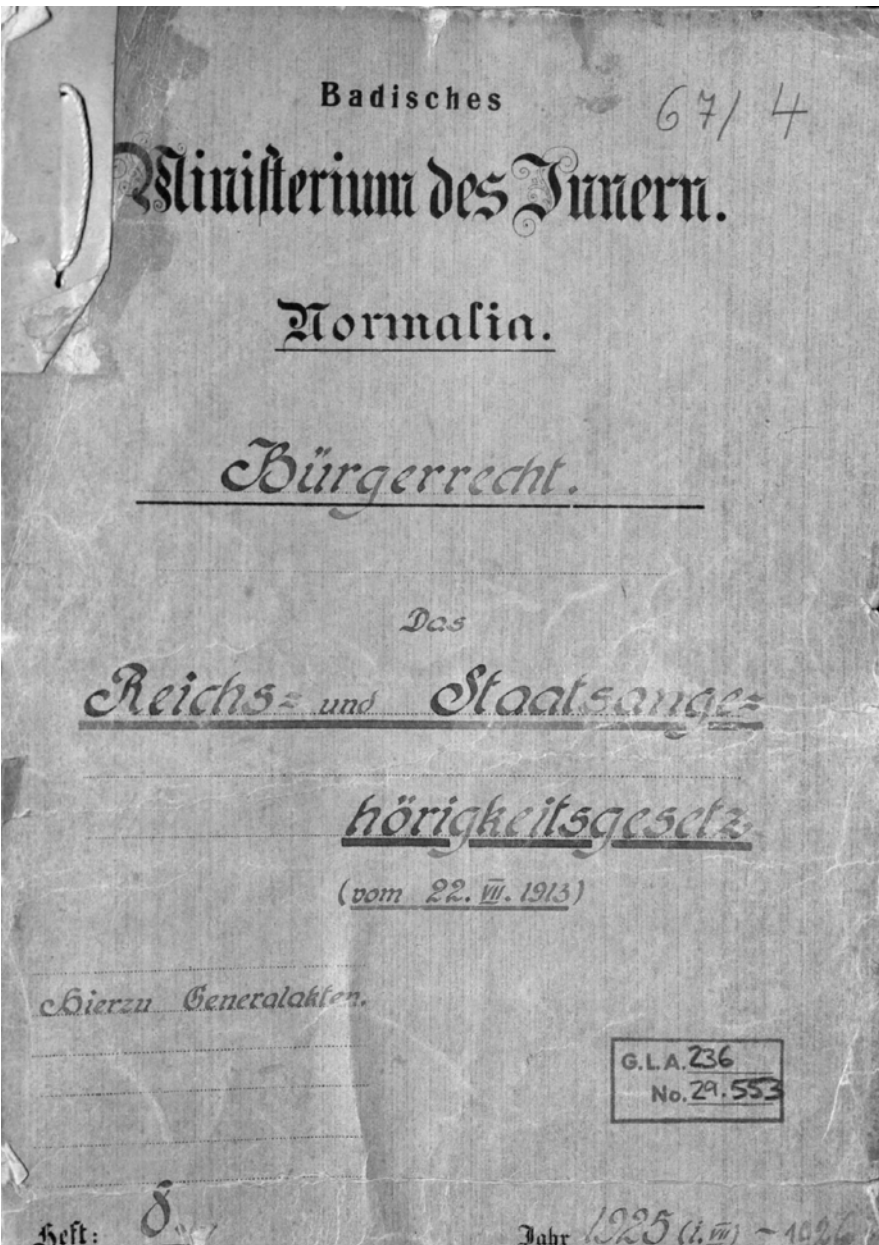 Badisches
67/4
Ministerium des Innern.
Normalia.
Bürgerrecht.
Das
Reichs= und Staatsange=
hörigkeitsgesetz
(vom 22. VII. 1913)
Hierzu Generalakten.
G.L.A. 236
No. 29.553
Heft: 8
Jahr 1925 (1. VII) -